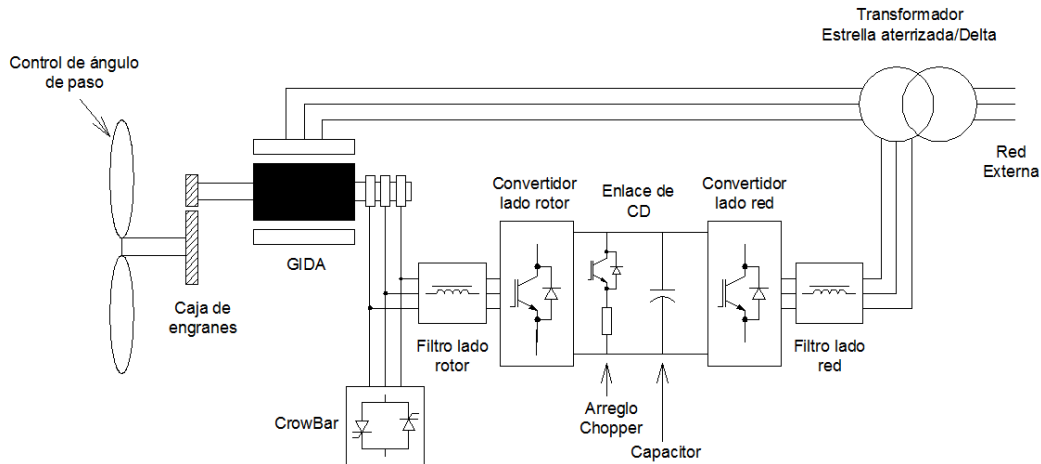 Transformador
Estrella aterrizada/Delta
Control de ángulo
de paso
Red
Externa
Convertidor
lado rotor
Enlace de
CD
Convertidor
lado red
GIDA
Caja de
engranes
Filtro lado
rotor
Filtro lado
red
CrowBar
Arreglo
Chopper
Capacitor